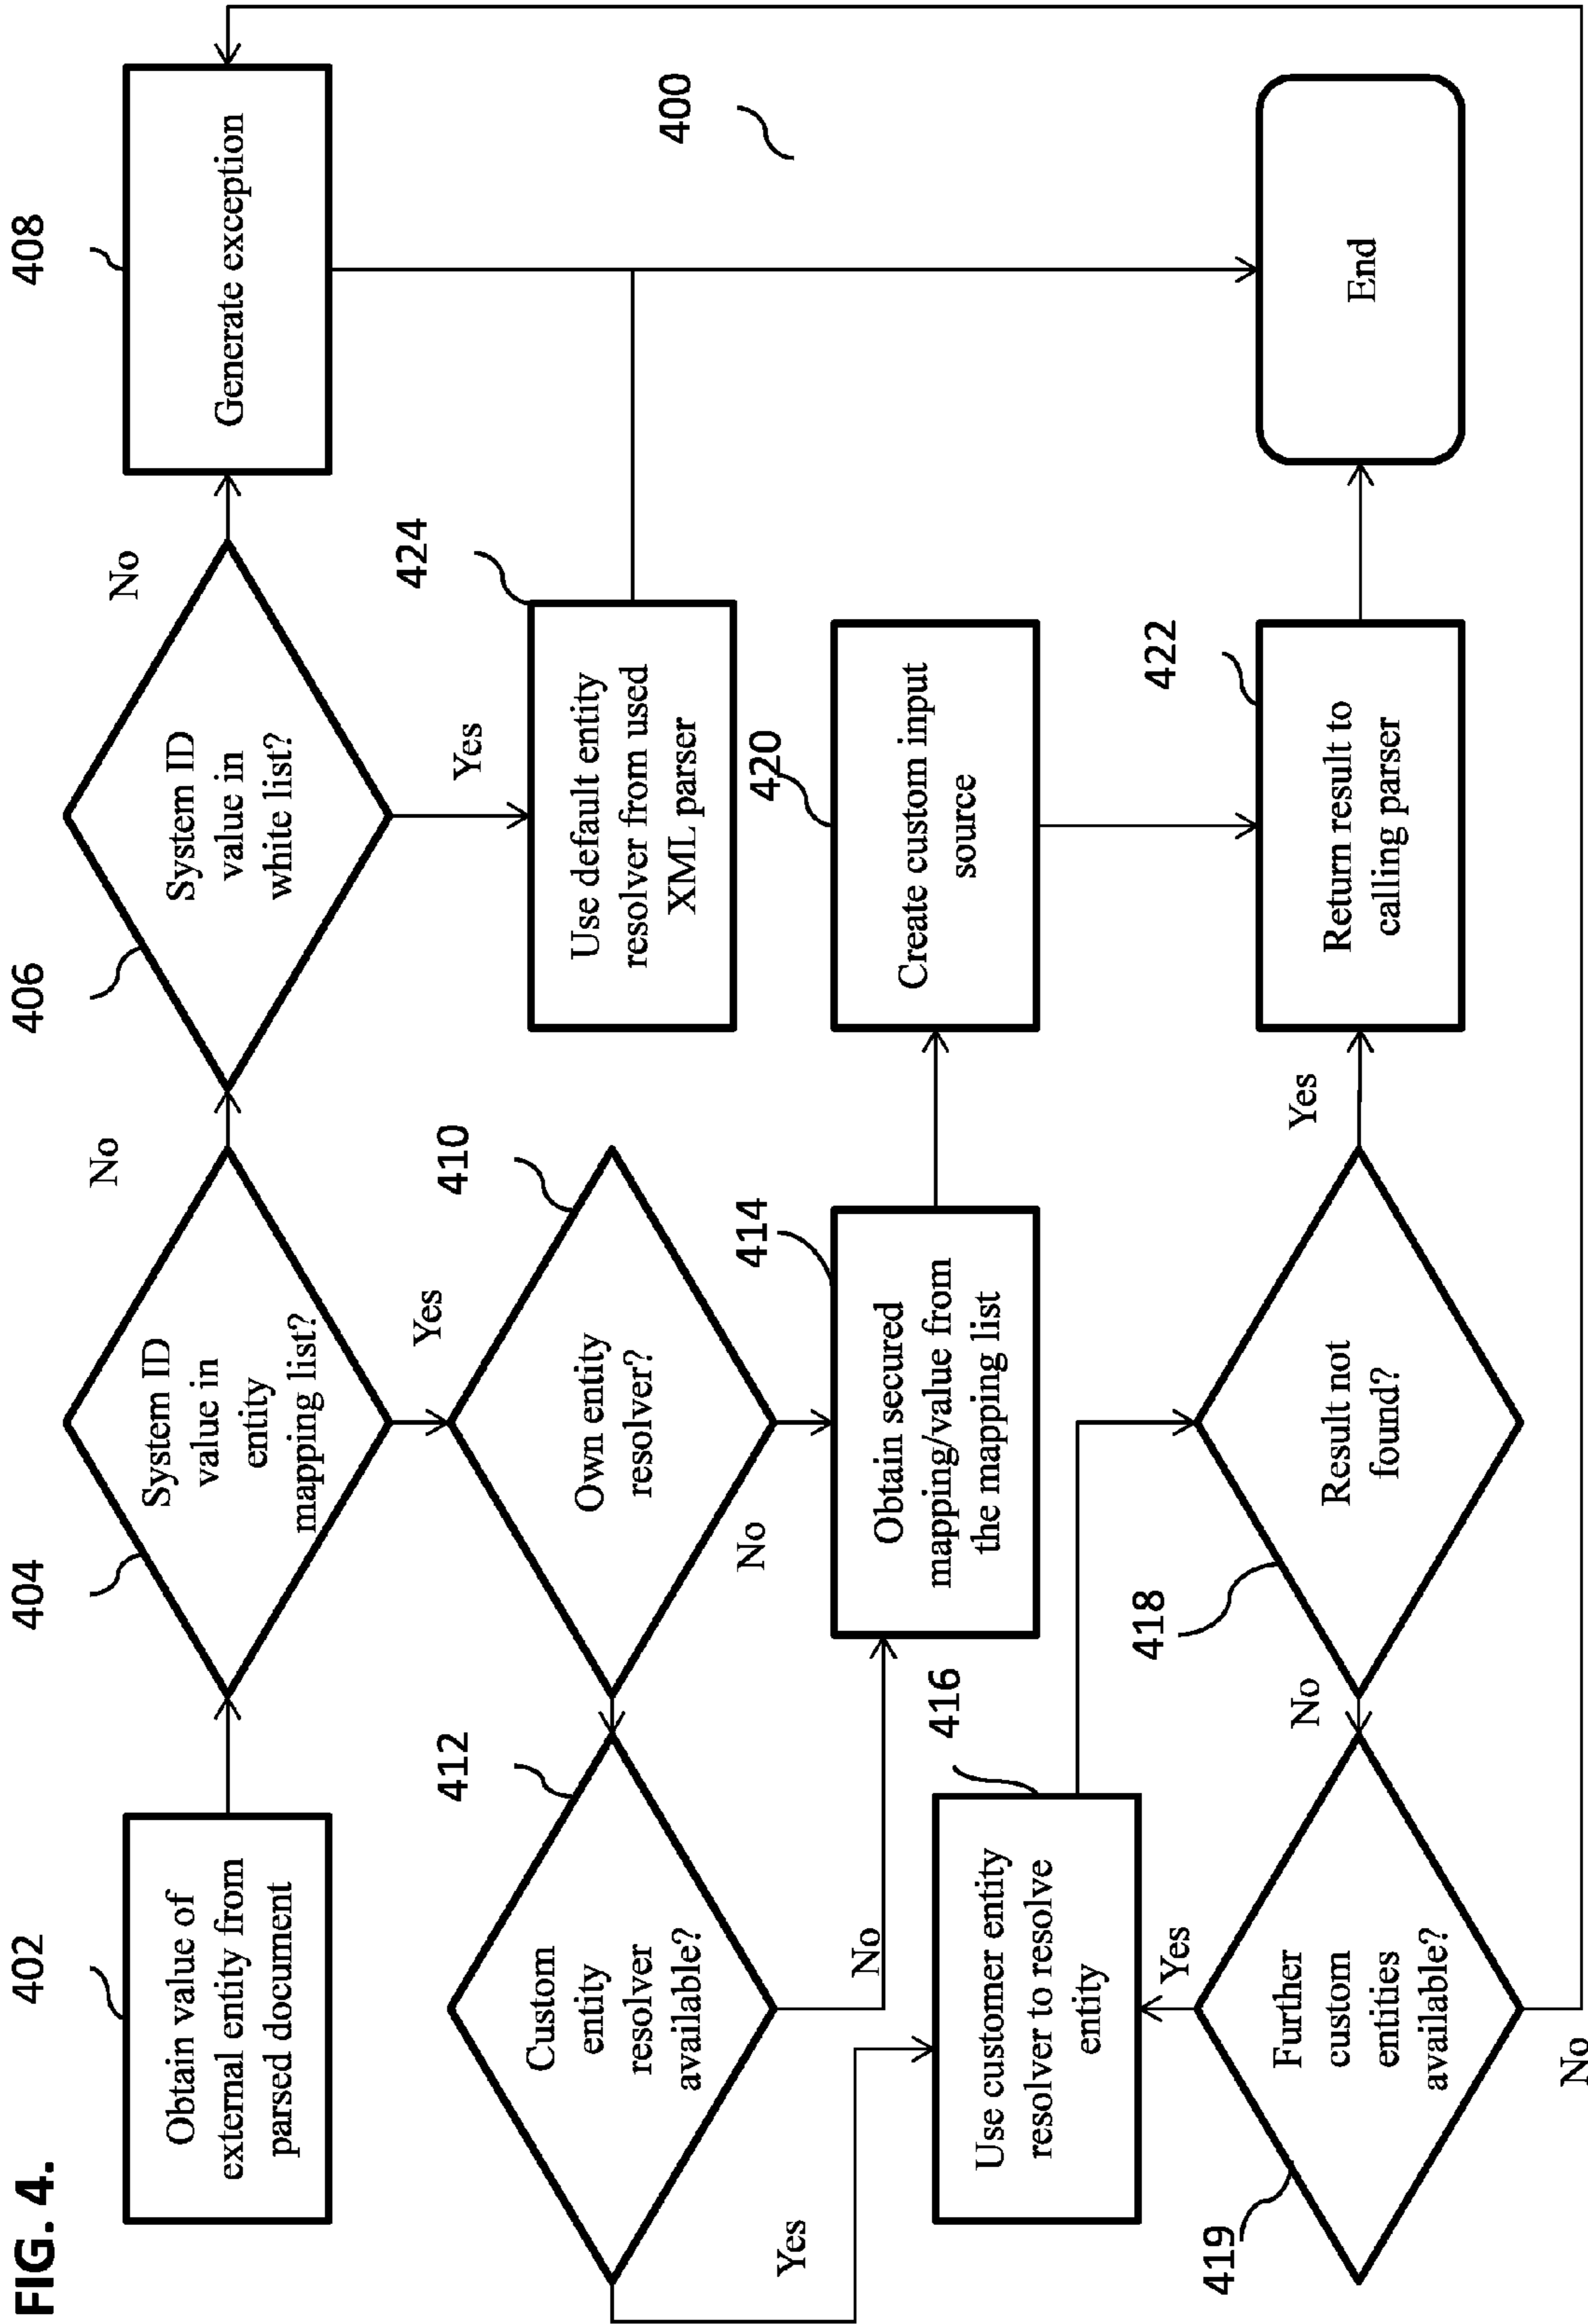 FIG. 4.
402
Obtain value of
external entity from
parsed document
404
System ID
value in
entity
mapping list?
No
Yes
406
System ID
value in
white list?
No
Yes
408
Generate exception
400
412
Custom
entity
resolver
available?
Yes
No
410
Own entity
resolver?
No
424
Use default entity
resolver from used
XML parser
416
Use customer entity
resolver to resolve
entity
414
Obtain secured
mapping/value from
the mapping list
420
Create custom input
source
419
Further
custom
entities
available?
Yes
No
418
Result not
found?
No
Yes
422
Return result to
calling parser
End